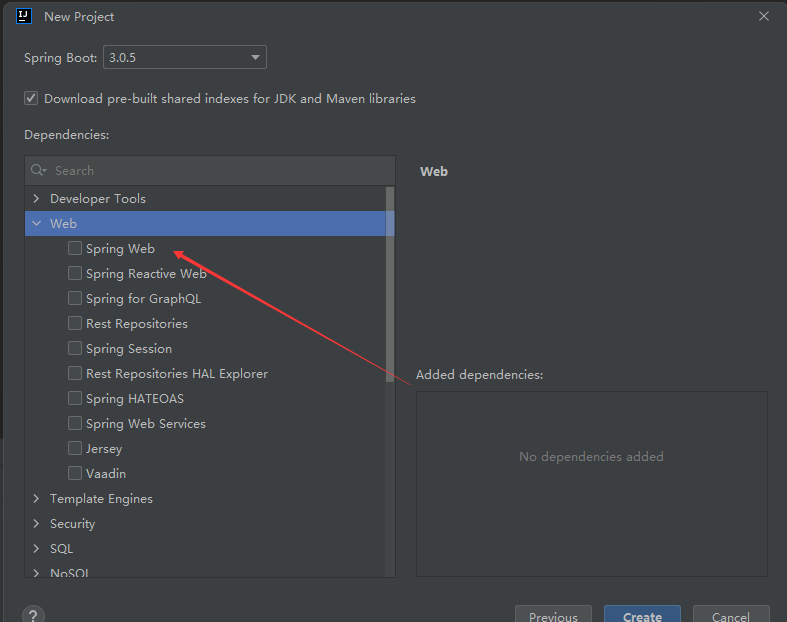 New Project
Spring Boot: 3.0.5
Download pre-built shared indexes for JDK and Maven libraries
Dependencies:
Search
Developer Tools
Web
Spring Web
Spring Reactive Web
Spring for GraphQL
Rest Repositories
Spring Session
Rest Repositories HAL Explorer
Spring HATEOAS
Spring Web Services
Jersey
Vaadin
Template Engines
Security
SQL
NoSQL
Web
Added dependencies:
No dependencies added
?
Previous
Create
Cancel